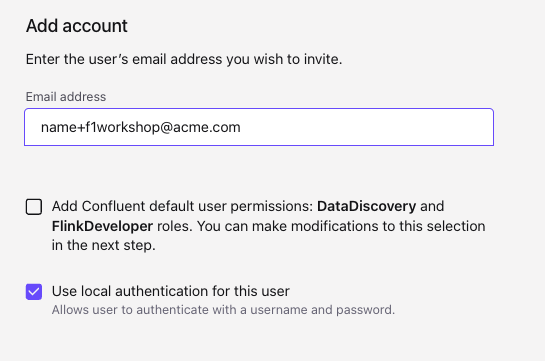 Add account
Enter the user's email address you wish to invite.
Email address
name+f1workshop@acme.com
Add Confluent default user permissions: DataDiscovery and
FlinkDeveloper roles. You can make modifications to this selection
in the next step.
Use local authentication for this user
Allows user to authenticate with a username and password.